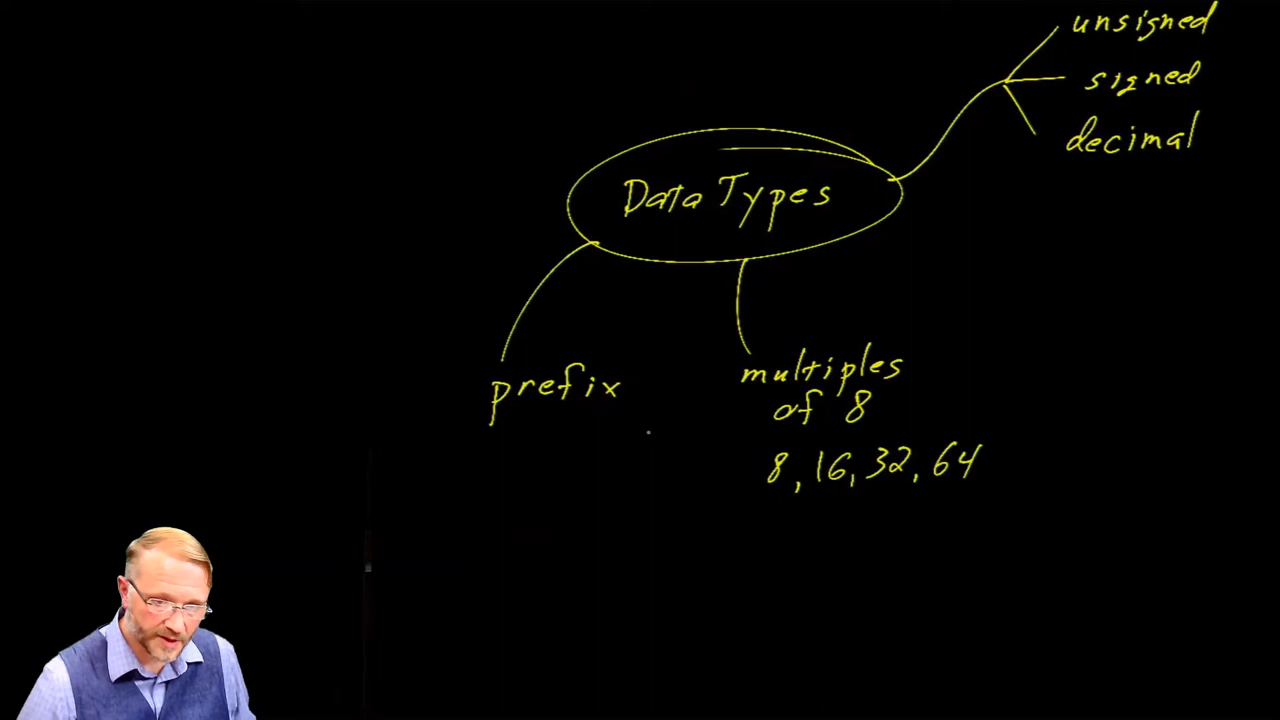 unsigned
signed
decimal
Data Types
prefix
multiples
of 8
8, 16, 32, 64